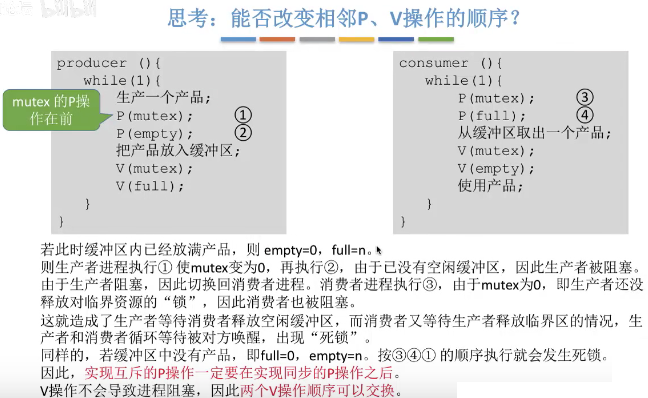 思考：能否改变相邻P、V操作的顺序？
producer (){
while(1){
生产一个产品;
P(mutex); ①
P(empty); ②
把产品放入缓冲区;
V(mutex);
V(full);
}
}
mutex 的P操
作在前
consumer (){
while(1){
P(mutex); ③
P(full); ④
从缓冲区取出一个产品;
V(mutex);
V(empty);
使用产品;
}
}
若此时缓冲区内已经放满产品，则 empty=0，full=n。
则生产者进程执行① 使mutex变为0，再执行②，由于已没有空闲缓冲区，因此生产者被阻塞。
由于生产者阻塞，因此切换回消费者进程。消费者进程执行③，由于mutex为0，即生产者还没
释放对临界资源的“锁”，因此消费者也被阻塞。
这就造成了生产者等待消费者释放空闲缓冲区，而消费者又等待生产者释放临界区的情况，生
产者和消费者循环等待被对方唤醒，出现“死锁”。
同样的，若缓冲区中没有产品，即full=0，empty=n。按③④① 的顺序执行就会发生死锁。
因此，实现互斥的P操作一定要在实现同步的P操作之后。
V操作不会导致进程阻塞，因此两个V操作顺序可以交换。